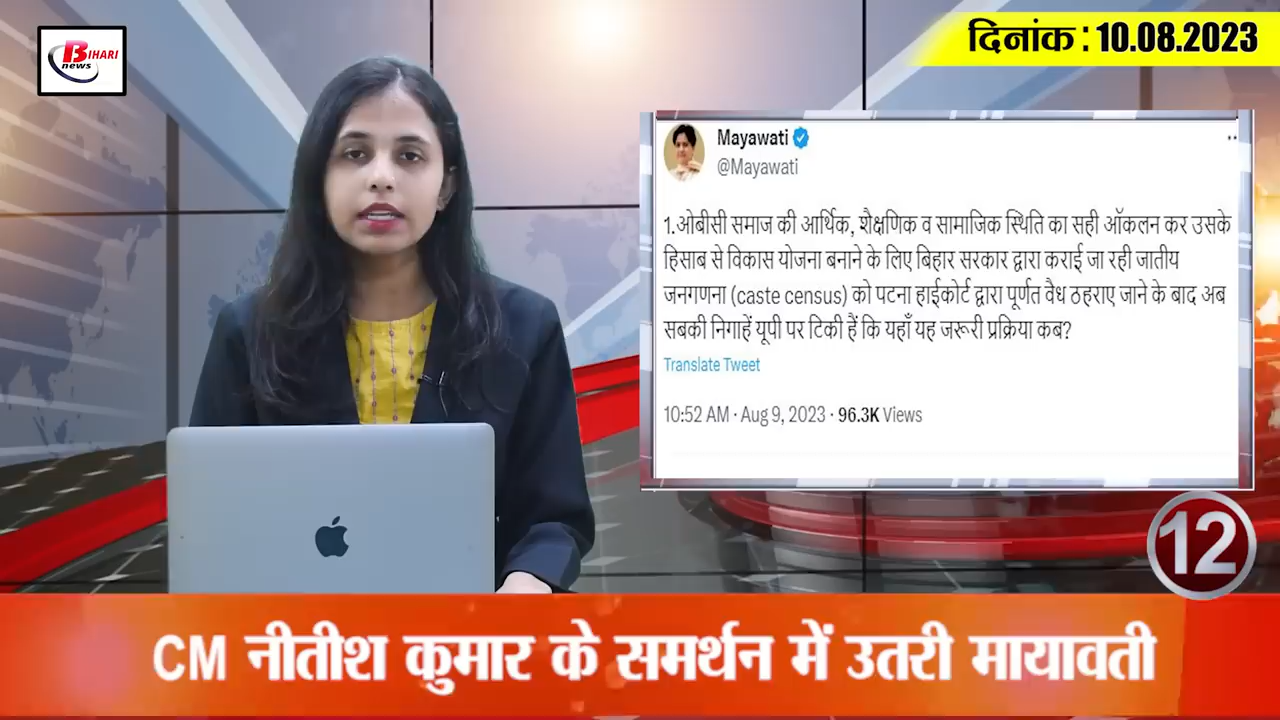 BIHARI
news
दिनांक : 10.08.2023
Mayawati
@Mayawati
1.ओबीसी समाज की आर्थिक, शैक्षणिक व सामाजिक स्थिति का सही ऑकलन कर उसके
हिसाब से विकास योजना बनाने के लिए बिहार सरकार द्वारा कराई जा रही जातीय
जनगणना (caste census) को पटना हाईकोर्ट द्वारा पूर्णत वैध ठहराए जाने के बाद अब
सबकी निगाहें यूपी पर टिकी हैं कि यहाँ यह जरूरी प्रक्रिया कब?
Translate Tweet
10:52 AM · Aug 9, 2023 · 96.3K Views
12
CM नीतीश कुमार के समर्थन में उतरी मायावती